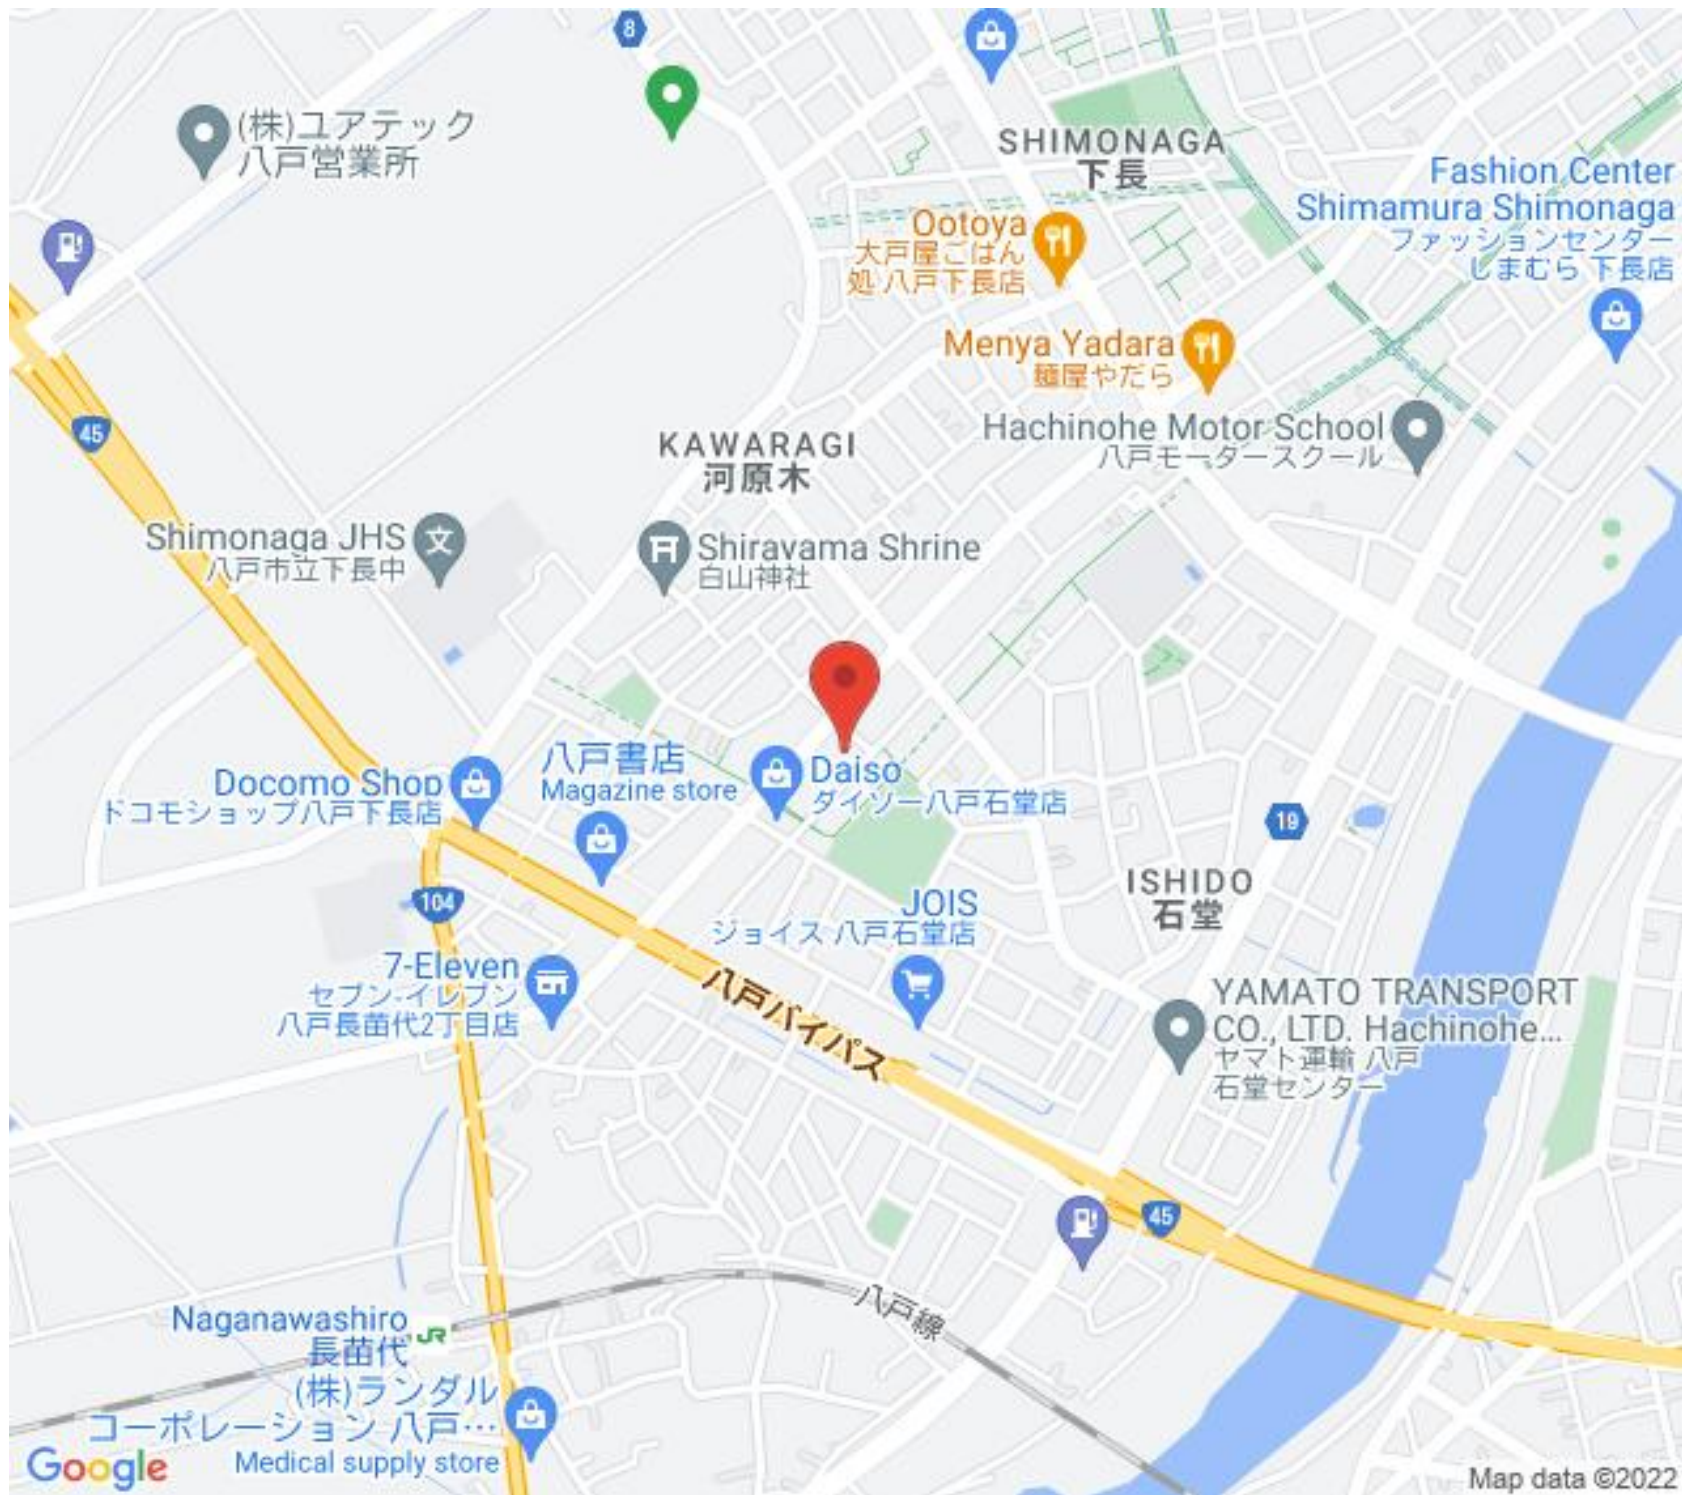 8
(株)ユアテック
八戸営業所
SHIMONAGA
下長
Fashion Center
Shimamura Shimonaga
ファッションセンター
しまむら 下長店
Ootoya
大戸屋ごはん
処 八戸下長店
Menya Yadara
麺屋やだら
45
Hachinohe Motor School
八戸モータースクール
KAWARAGI
河原木
Shimonaga JHS
八戸市立下長中
文
Shirayama Shrine
白山神社
八戸書店
Magazine store
Docomo Shop
ドコモショップ八戸下長店
Daiso
ダイソー八戸石堂店
19
104
ISHIDO
石堂
JOIS
ジョイス 八戸石堂店
7-Eleven
セブン-イレブン
八戸長苗代2丁目店
八戸バイパス
YAMATO TRANSPORT
CO., LTD. Hachinohe...
ヤマト運輸 八戸
石堂センター
45
八戸線
Naganawashiro
長苗代
JR
(株)ランダル
コーポレーション 八戸…
Medical supply store
Google
Map data ©2022